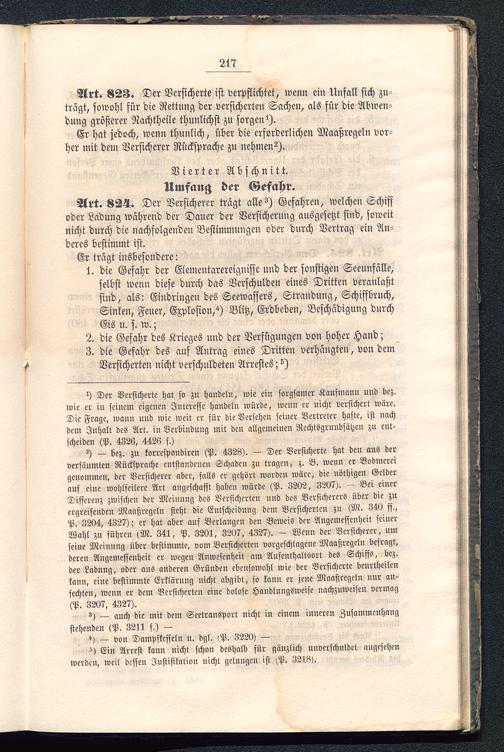 217
Art. 823. Der Versicherte ist verpflichtet, wenn ein Unfall sich zu-
trägt, sowohl für die Rettung der versicherten Sachen, als für die Abwen-
dung größerer Nachtheile thunlichst zu sorgen¹).
Er hat jedoch, wenn thunlich, über die erforderlichen Maaßregeln vor-
her mit dem Versicherer Rücksprache zu nehmen²).
Vierter Abschnitt.
Umfang der Gefahr.
Art. 824. Der Versicherer trägt alle³) Gefahren, welchen Schiff
oder Ladung während der Dauer der Versicherung ausgesetzt sind, soweit
nicht durch die nachfolgenden Bestimmungen oder durch Vertrag ein An-
deres bestimmt ist.
Er trägt insbesondere:
1. die Gefahr der Elementarereignisse und der sonstigen Seeunfälle,
selbst wenn diese durch das Verschulden eines Dritten veranlaßt
sind, als: Eindringen des Seewassers, Strandung, Schiffbruch,
Sinken, Feuer, Explosion,⁴) Blitz, Erdbeben, Beschädigung durch
Eis u. s. w.;
2. die Gefahr des Krieges und der Verfügungen von hoher Hand;
3. die Gefahr des auf Antrag eines Dritten verhängten, von dem
Versicherten nicht verschuldeten Arrestes;⁵)
¹) Der Versicherte hat so zu handeln, wie ein sorgsamer Kaufmann und bez.
wie er in seinem eigenen Interesse handeln würde, wenn er nicht versichert wäre.
Die Frage, wann und wie weit er für die Versehen seiner Vertreter hafte, ist nach
dem Inhalt des Art. in Verbindung mit den allgemeinen Rechtsgrundsätzen zu ent-
scheiden (P. 4326, 4426 f.)
²) — bez. zu korrespondiren (P. 4328). — Der Versicherte hat den aus der
versäumten Rücksprache entstandenen Schaden zu tragen, z. B. wenn er Bodmerei
genommen, der Versicherer aber, falls er gehört worden wäre, die nöthigen Gelder
auf eine wohlfeilere Art angeschafft haben würde (P. 3202, 3207). — Bei einer
Differenz zwischen der Meinung des Versicherten und des Versicherers über die zu
ergreifenden Maaßregeln steht die Entscheidung dem Versicherten zu (M. 340 ff.,
P. 3204, 4327); er hat aber auf Verlangen den Beweis der Angemessenheit seiner
Wahl zu führen (M. 341, P. 3201, 3207, 4327). — Wenn der Versicherer, um
seine Meinung über bestimmte, vom Versicherten vorgeschlagene Maaßregeln befragt,
deren Angemessenheit er wegen Anwesenheit am Aufenthaltsort des Schiffs, bez.
der Ladung, oder aus anderen Gründen ebensowohl wie der Versicherte beurtheilen
kann, eine bestimmte Erklärung nicht abgibt, so kann er jene Maaßregeln nur an-
fechten, wenn er dem Versicherten eine dolose Handlungsweise nachzuweisen vermag
(P. 3207, 4327).
³) — auch die mit dem Seetransport nicht in einem inneren Zusammenhang
stehenden (P. 3211 f.) —
⁴) — von Dampfkesseln u. dgl. (P. 3220) —
⁵) Ein Arrest kann nicht schon deshalb für gänzlich unverschuldet angesehen
werden, weil dessen Justifikation nicht gelungen ist (P. 3218).